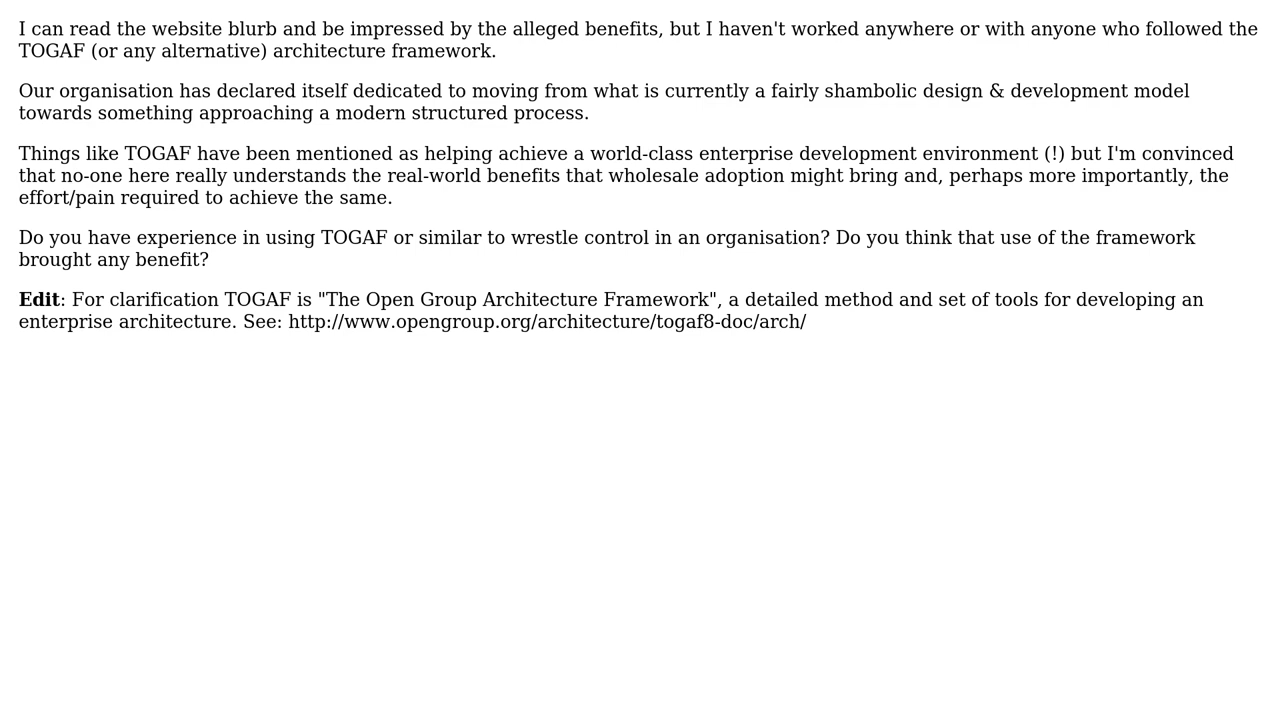 I can read the website blurb and be impressed by the alleged benefits, but I haven't worked anywhere or with anyone who followed the
TOGAF (or any alternative) architecture framework.
Our organisation has declared itself dedicated to moving from what is currently a fairly shambolic design & development model
towards something approaching a modern structured process.
Things like TOGAF have been mentioned as helping achieve a world-class enterprise development environment (!) but I'm convinced
that no-one here really understands the real-world benefits that wholesale adoption might bring and, perhaps more importantly, the
effort/pain required to achieve the same.
Do you have experience in using TOGAF or similar to wrestle control in an organisation? Do you think that use of the framework
brought any benefit?
Edit: For clarification TOGAF is "The Open Group Architecture Framework", a detailed method and set of tools for developing an
enterprise architecture. See: http://www.opengroup.org/architecture/togaf8-doc/arch/